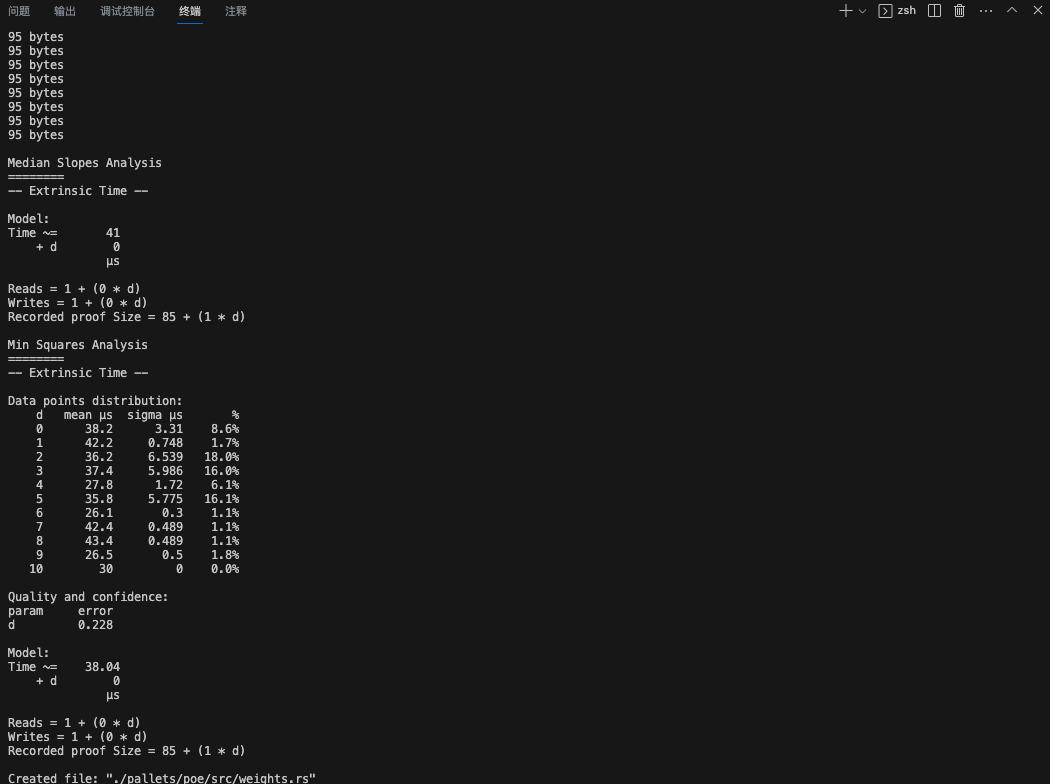 问题 输出 调试控制台 终端 注释 zsh
95 bytes
95 bytes
95 bytes
95 bytes
95 bytes
95 bytes
95 bytes
95 bytes
Median Slopes Analysis
========
-- Extrinsic Time --
Model:
Time ~= 41
+ d 0
µs
Reads = 1 + (0 * d)
Writes = 1 + (0 * d)
Recorded proof Size = 85 + (1 * d)
Min Squares Analysis
========
-- Extrinsic Time --
Data points distribution:
d mean µs sigma µs %
0 38.2 3.31 8.6%
1 42.2 0.748 1.7%
2 36.2 6.539 18.0%
3 37.4 5.986 16.0%
4 27.8 1.72 6.1%
5 35.8 5.775 16.1%
6 26.1 0.3 1.1%
7 42.4 0.489 1.1%
8 43.4 0.489 1.1%
9 26.5 0.5 1.8%
10 30 0 0.0%
Quality and confidence:
param error
d 0.228
Model:
Time ~= 38.04
+ d 0
µs
Reads = 1 + (0 * d)
Writes = 1 + (0 * d)
Recorded proof Size = 85 + (1 * d)
Created file: "./pallets/poe/src/weights.rs"